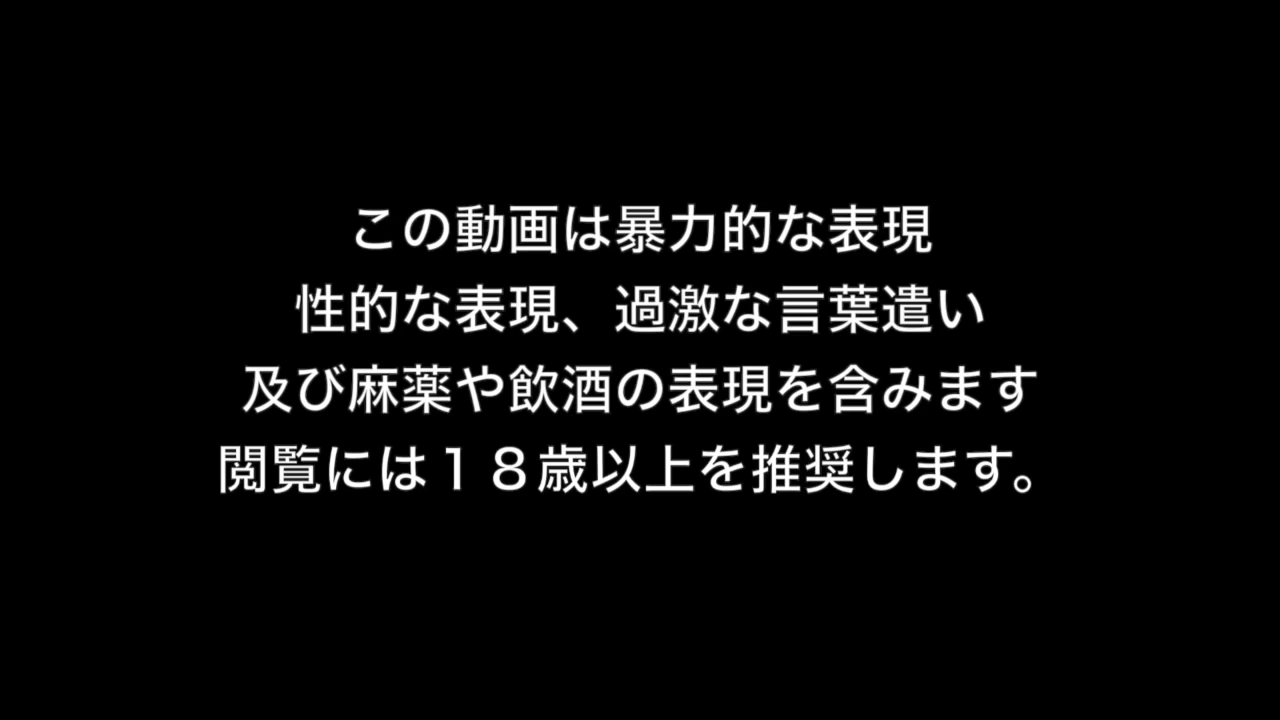 この動画は暴力的な表現
性的な表現、過激な言葉遣い
及び麻薬や飲酒の表現を含みます
閲覧には１８歳以上を推奨します。